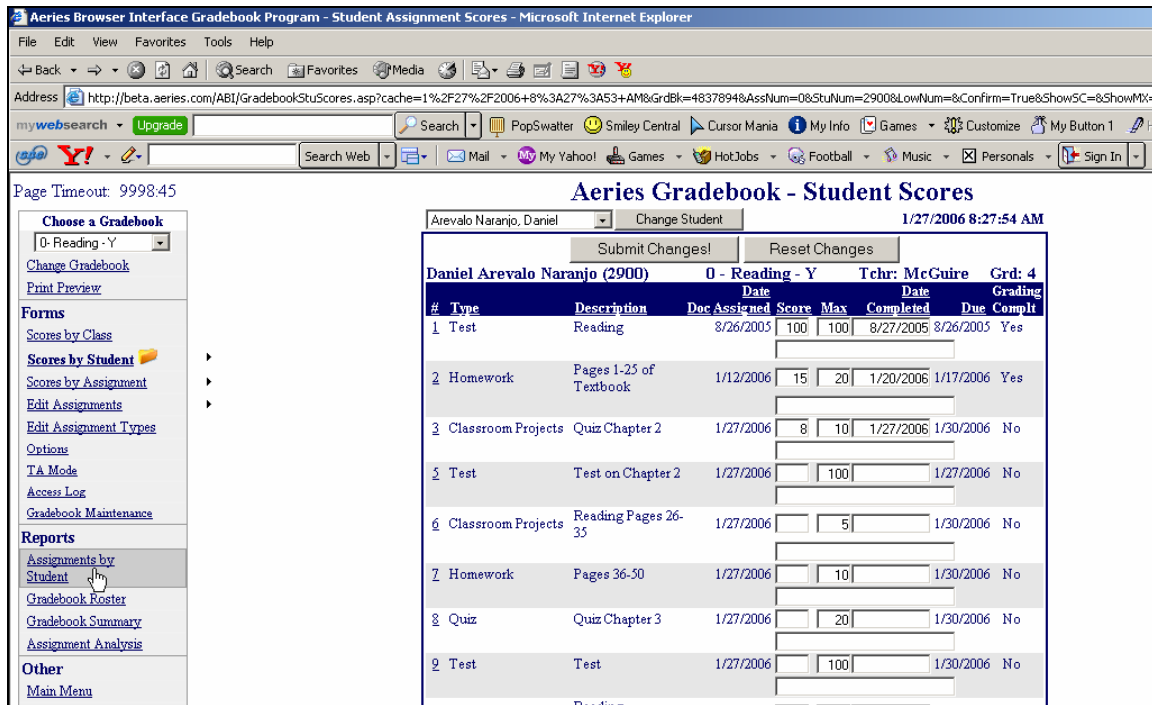 Aeries Browser Interface Gradebook Program - Student Assignment Scores - Microsoft Internet Explorer
File Edit View Favorites Tools Help
Back Search Favorites Media
Address http://beta.aeries.com/ABI/GradebookStuScores.asp?cache=1%2F27%2F2006+8%3A27%3A53+AM&GrdBk=4837894&AssNum=0&StuNum=2900&LowNum=&Confirm=True&ShowSC=&ShowMX=
mywebsearch Upgrade Search PopSwatter Smiley Central Cursor Mania My Info Games Customize My Button 1
Y! Search Web Mail My Yahoo! Games HotJobs Football Music Personals Sign In
Page Timeout: 9998:45
Aeries Gradebook - Student Scores
Choose a Gradebook
0- Reading - Y
Change Gradebook
Print Preview
Forms
Scores by Class
Scores by Student
Scores by Assignment
Edit Assignments
Edit Assignment Types
Options
TA Mode
Access Log
Gradebook Maintenance
Reports
Assignments by
Student
Gradebook Roster
Gradebook Summary
Assignment Analysis
Other
Main Menu
Arevalo Naranjo, Daniel Change Student 1/27/2006 8:27:54 AM
Submit Changes! Reset Changes
Daniel Arevalo Naranjo (2900) 0 - Reading - Y Tchr: McGuire Grd: 4
Date Date Grading
# Type Description Doc Assigned Score Max Completed Due Complt
1 Test Reading 8/26/2005 100 100 8/27/2005 8/26/2005 Yes
2 Homework Pages 1-25 of Textbook 1/12/2006 15 20 1/20/2006 1/17/2006 Yes
3 Classroom Projects Quiz Chapter 2 1/27/2006 8 10 1/27/2006 1/30/2006 No
5 Test Test on Chapter 2 1/27/2006 100 1/27/2006 No
6 Classroom Projects Reading Pages 26-35 1/27/2006 5 1/30/2006 No
7 Homework Pages 36-50 1/27/2006 10 1/30/2006 No
8 Quiz Quiz Chapter 3 1/27/2006 20 1/30/2006 No
9 Test Test 1/27/2006 100 1/30/2006 No